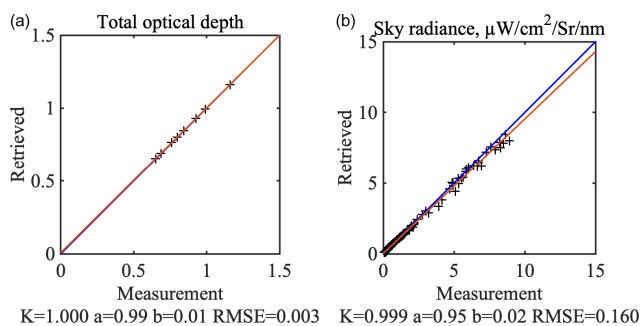 (a) Total optical depth
1.5
1
0.5
0
Retrieved
0 0.5 1 1.5
Measurement
K=1.000 a=0.99 b=0.01 RMSE=0.003
(b) Sky radiance, µW/cm²/Sr/nm
15
10
5
0
Retrieved
0 5 10 15
Measurement
K=0.999 a=0.95 b=0.02 RMSE=0.160